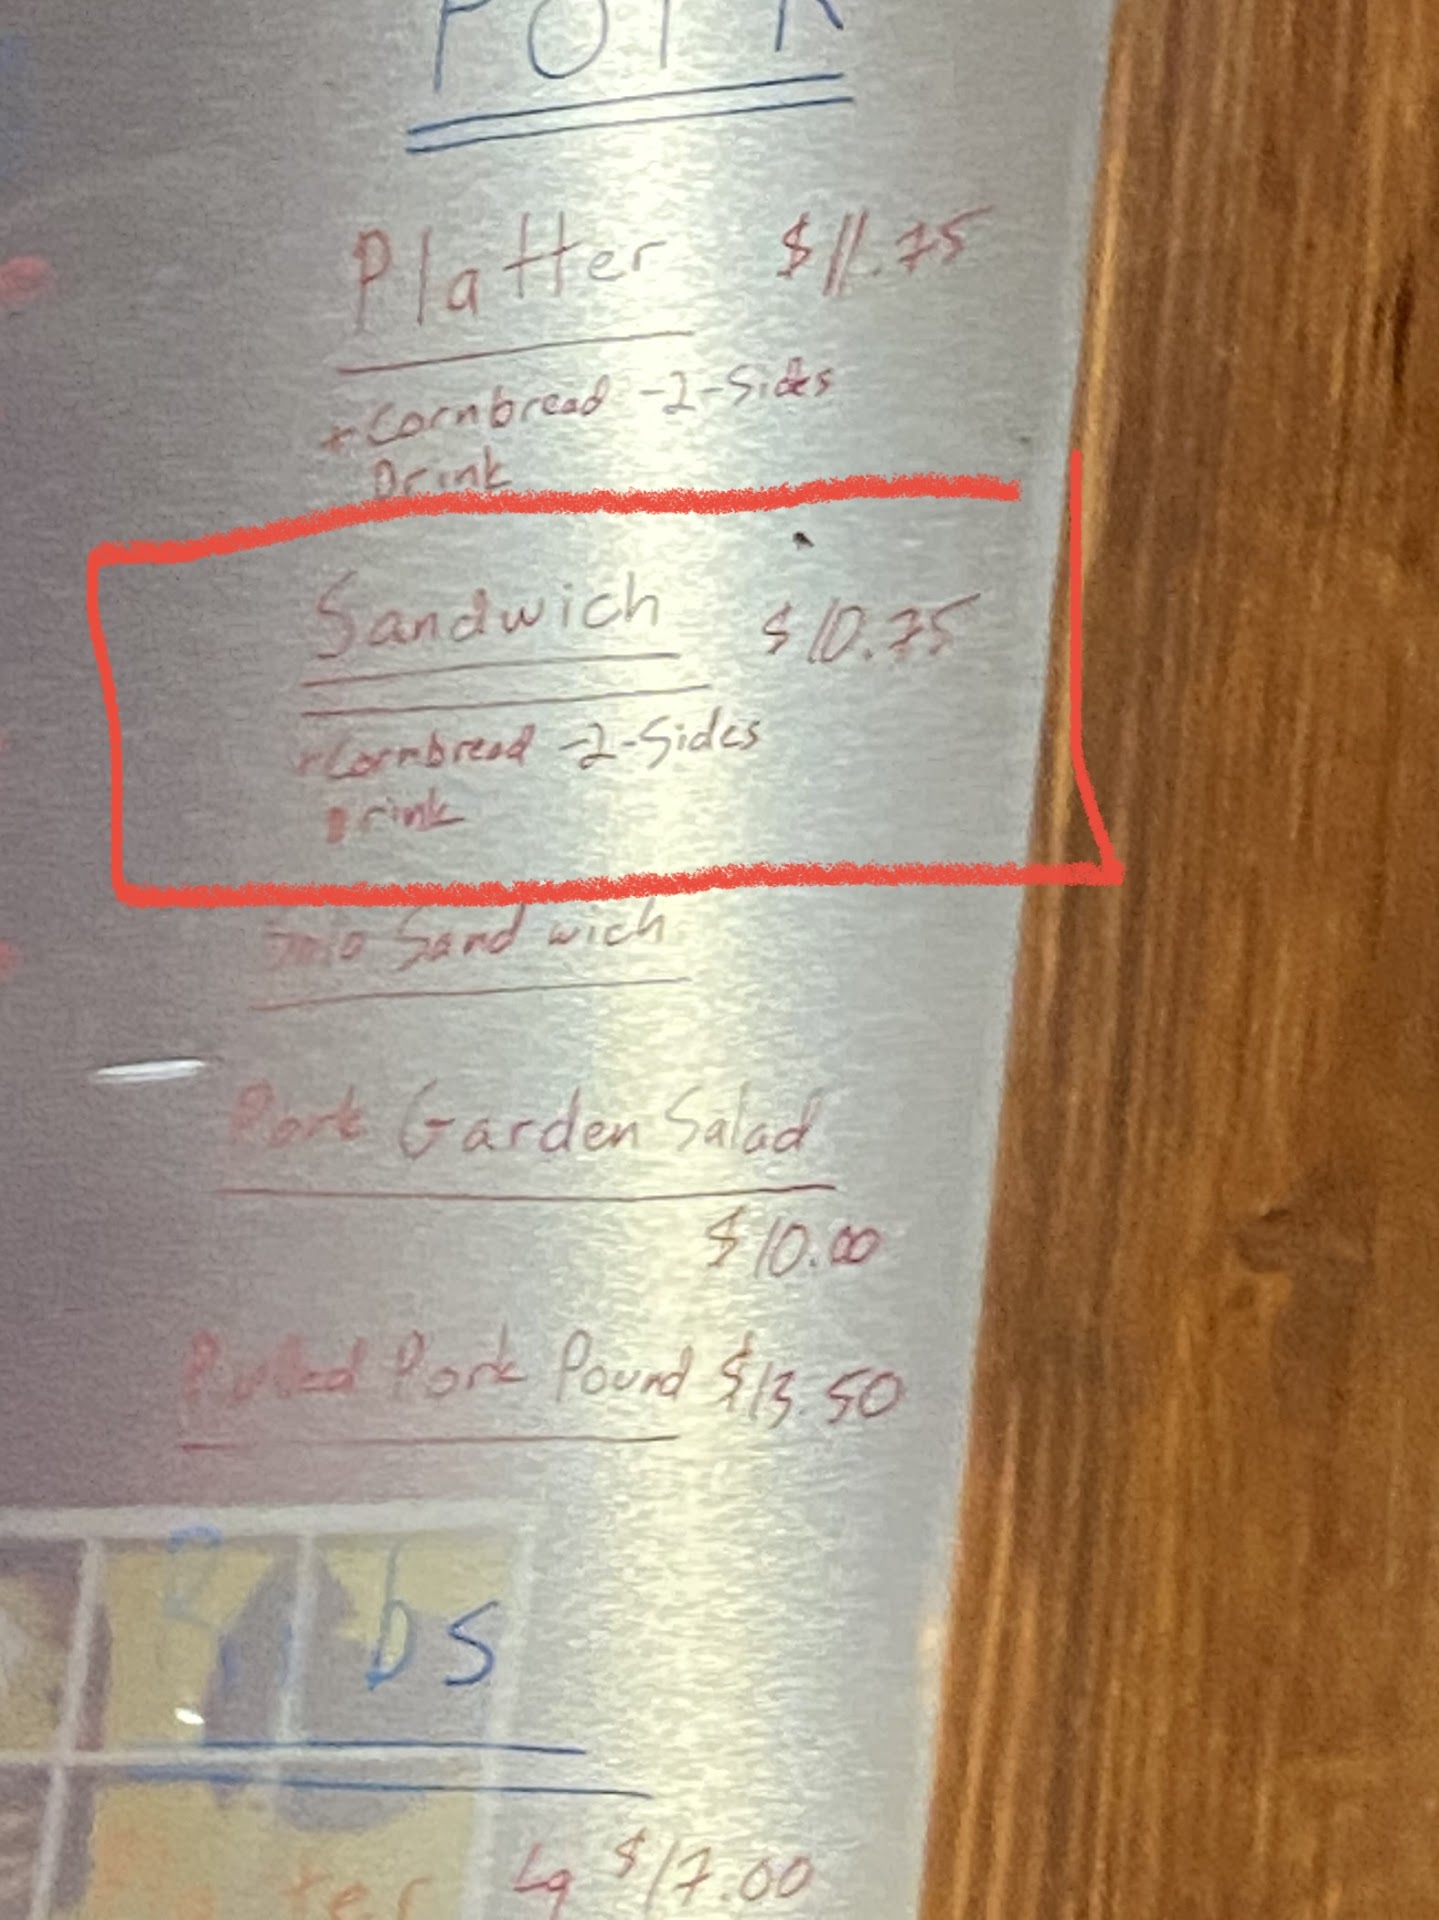 Pork
Platter $11.75
+Cornbread -2-Sides
Drink
Sandwich $10.75
+Cornbread -2-Sides
Drink
Sandwich
Pork Garden Salad
$10.00
Pulled Pork Pound $13.50
Lg $17.00